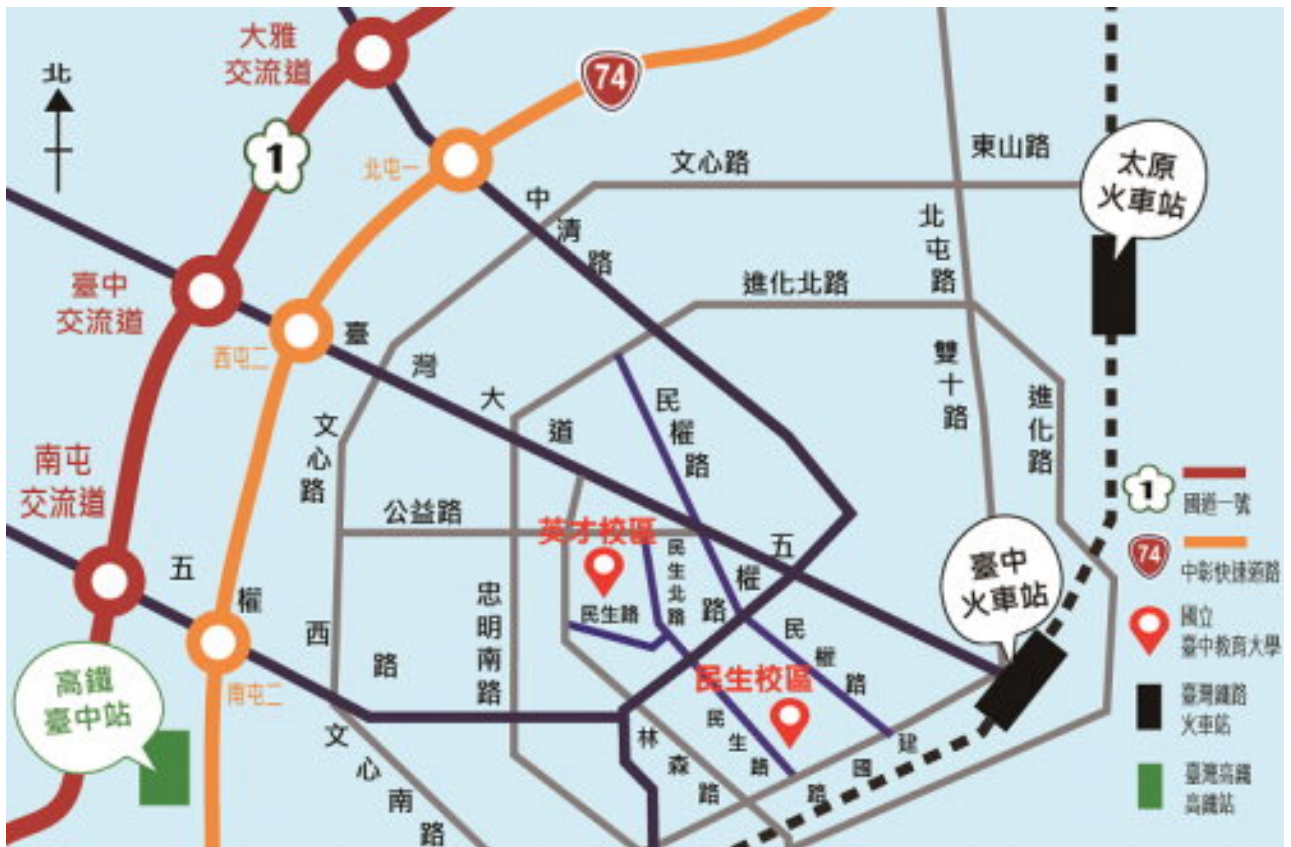 大雅
交流道
北
74
1
北屯一
文心路
東山路
太原
火車站
中清路
北屯路
臺中
交流道
進化北路
西屯二
臺灣大道
雙十路
民權路
進化路
文心路
南屯
交流道
公益路
英才校區
五權路
民生北路
五權西路
忠明南路
民生路
臺中
火車站
民權路
高鐵
臺中站
南屯二
民生校區
文心南路
林森路
民生路
建國路
1
國道一號
74
中彰快速道路
國立
臺中教育大學
臺灣鐵路
火車站
臺灣高鐵
高鐵站